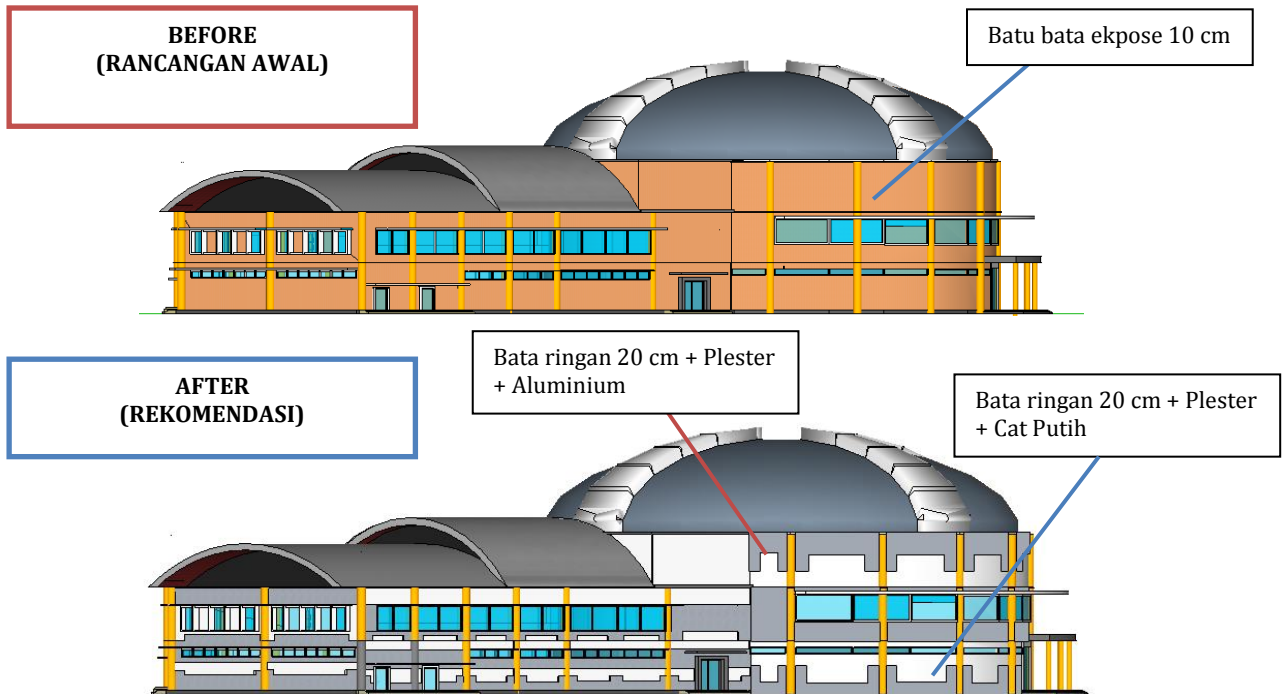 BEFORE
(RANCANGAN AWAL)
Batu bata ekpose 10 cm
Bata ringan 20 cm + Plester
+ Aluminium
AFTER
(REKOMENDASI)
Bata ringan 20 cm + Plester
+ Cat Putih